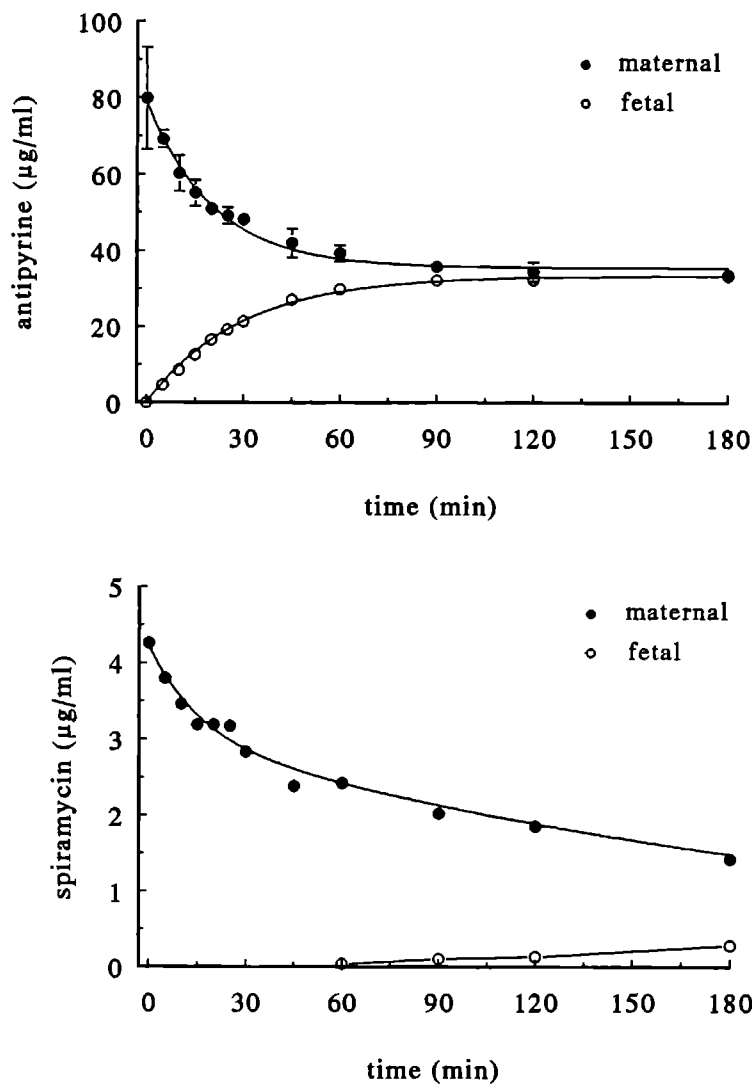 100
80
60
40
20
0
antipyrine (µg/ml)
maternal
fetal
0 30 60 90 120 150 180
time (min)
5
4
3
2
1
0
spiramycin (µg/ml)
maternal
fetal
0 30 60 90 120 150 180
time (min)